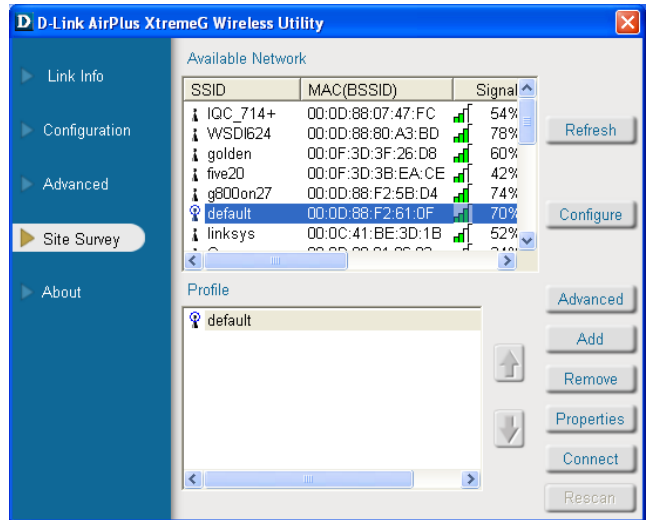 D D-Link AirPlus XtremeG Wireless Utility
Link Info
Configuration
Advanced
Site Survey
About
Available Network
SSID MAC(BSSID) Signal
IQC_714+ 00:0D:88:07:47:FC 54%
WSDI624 00:0D:88:80:A3:BD 78%
golden 00:0F:3D:3F:26:D8 60%
five20 00:0F:3D:3B:EA:CE 42%
g800on27 00:0D:88:F2:5B:D4 74%
default 00:0D:88:F2:61:0F 70%
linksys 00:0C:41:BE:3D:1B 52%
Refresh
Configure
Profile
default
Advanced
Add
Remove
Properties
Connect
Rescan